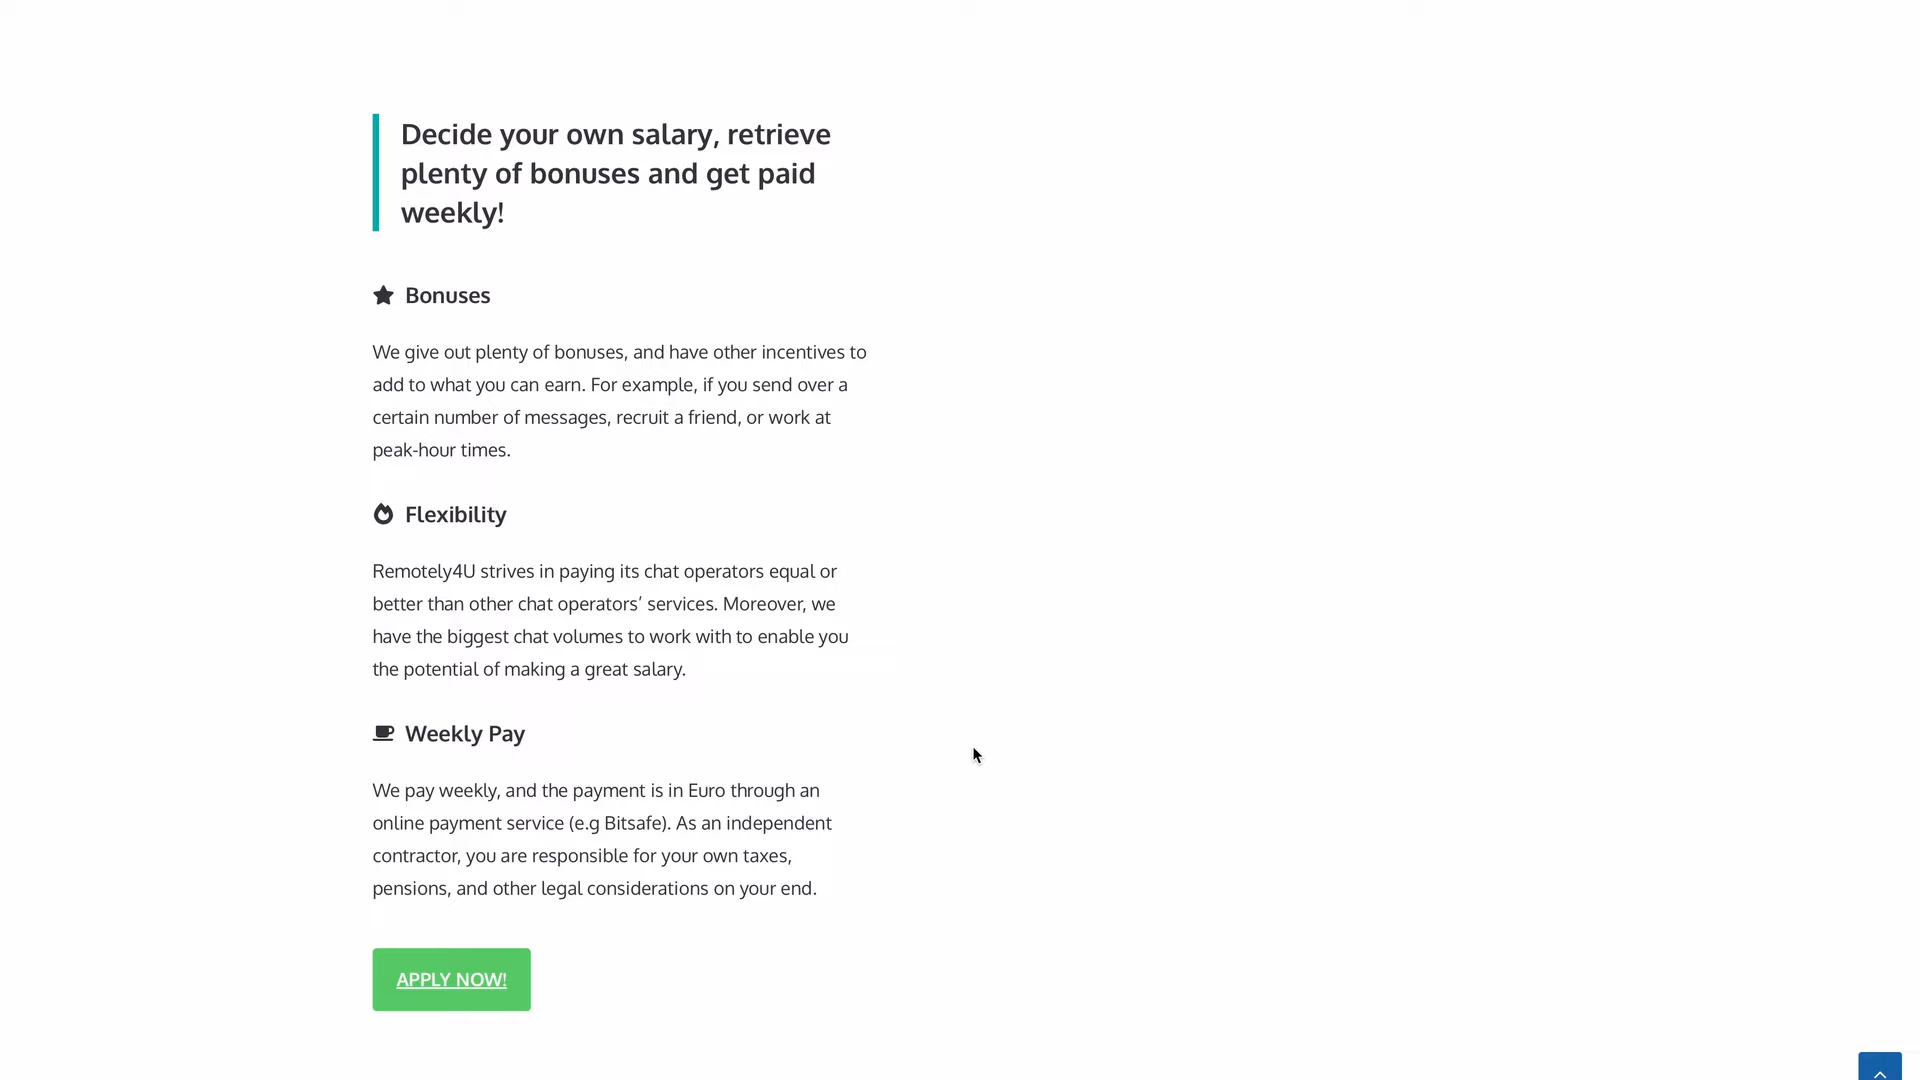 Decide your own salary, retrieve
plenty of bonuses and get paid
weekly!
Bonuses
We give out plenty of bonuses, and have other incentives to
add to what you can earn. For example, if you send over a
certain number of messages, recruit a friend, or work at
peak-hour times.
Flexibility
Remotely4U strives in paying its chat operators equal or
better than other chat operators’ services. Moreover, we
have the biggest chat volumes to work with to enable you
the potential of making a great salary.
Weekly Pay
We pay weekly, and the payment is in Euro through an
online payment service (e.g Bitsafe). As an independent
contractor, you are responsible for your own taxes,
pensions, and other legal considerations on your end.
APPLY NOW!